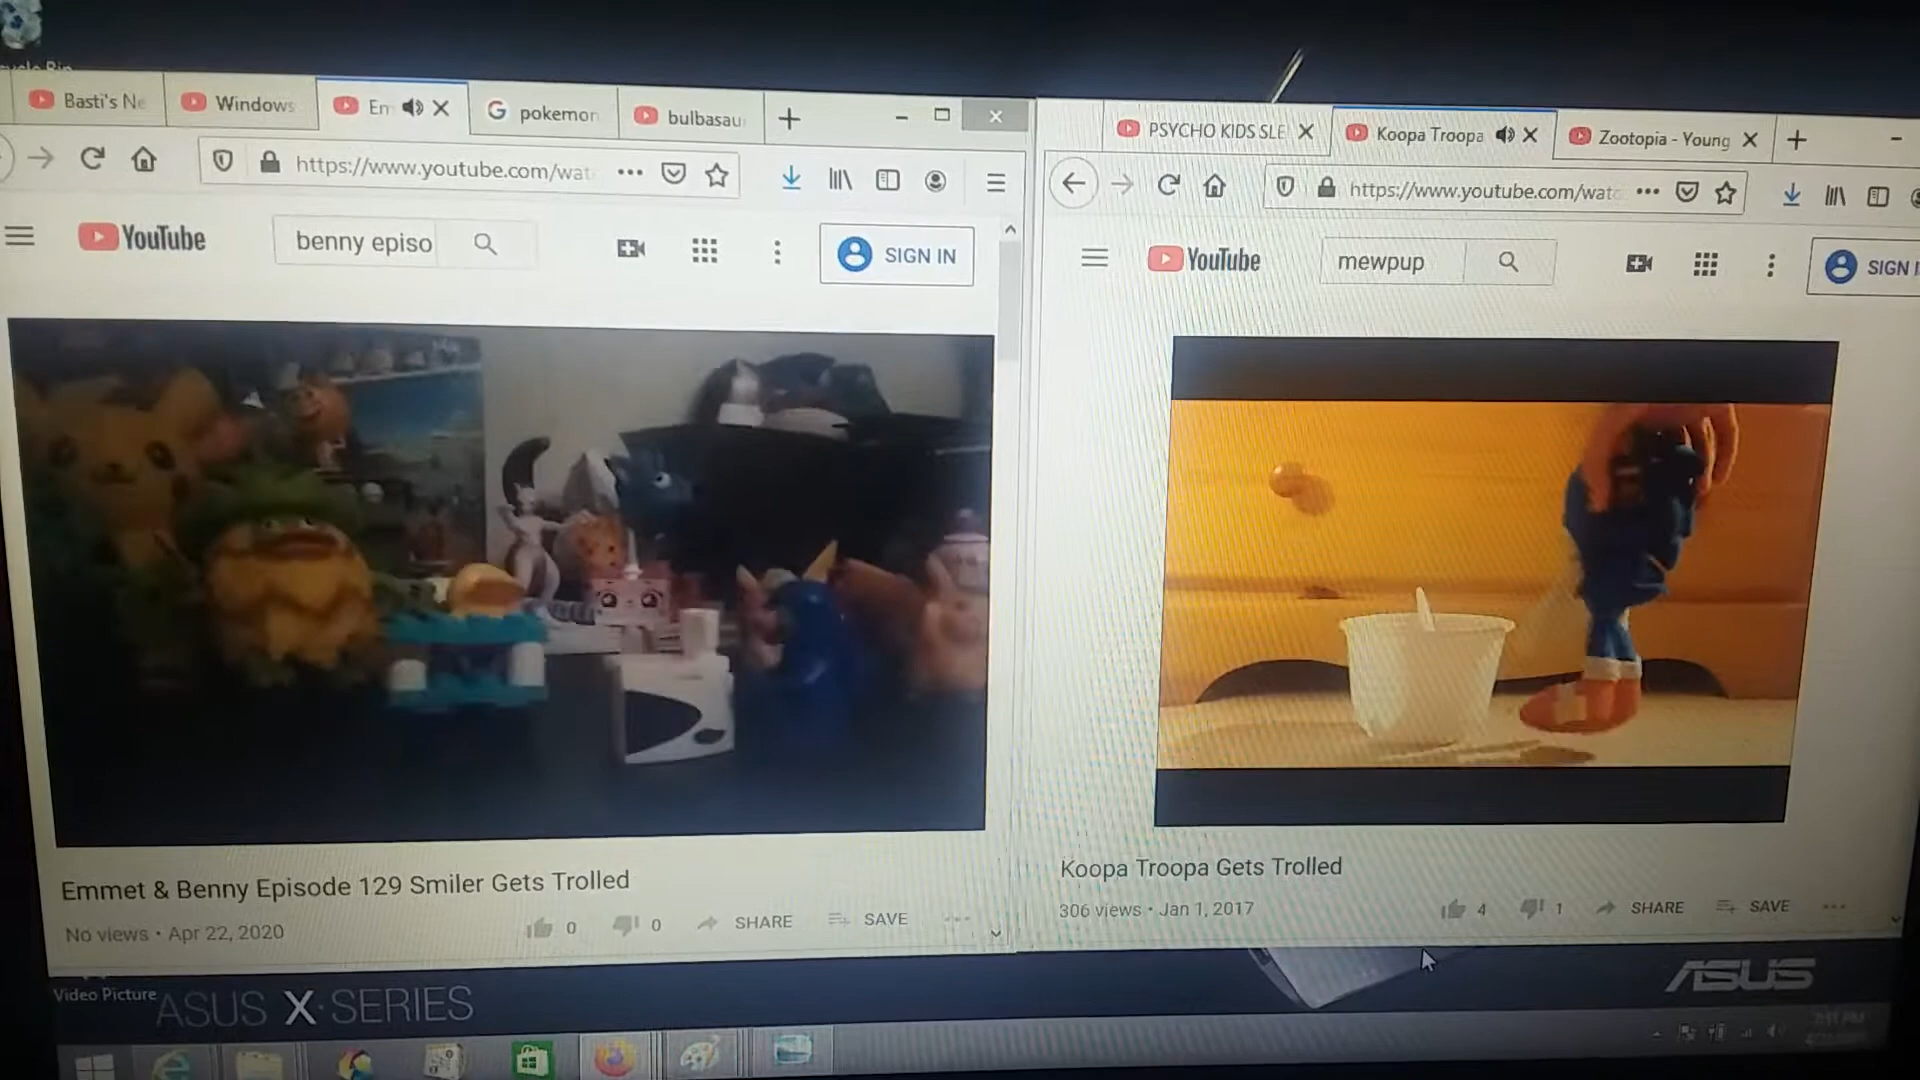 Basti's Ne
Windows
En
pokemon
bulbasau
https://www.youtube.com/wat
YouTube
benny episo
SIGN IN
Emmet & Benny Episode 129 Smiler Gets Trolled
No views • Apr 22, 2020
0
0
SHARE
SAVE
PSYCHO KIDS SLE
Koopa Troopa
Zootopia - Young
https://www.youtube.com/watc
YouTube
mewpup
SIGN I
Koopa Troopa Gets Trolled
306 views • Jan 1, 2017
4
1
SHARE
SAVE
Video Picture
ASUS X-SERIES
ASUS